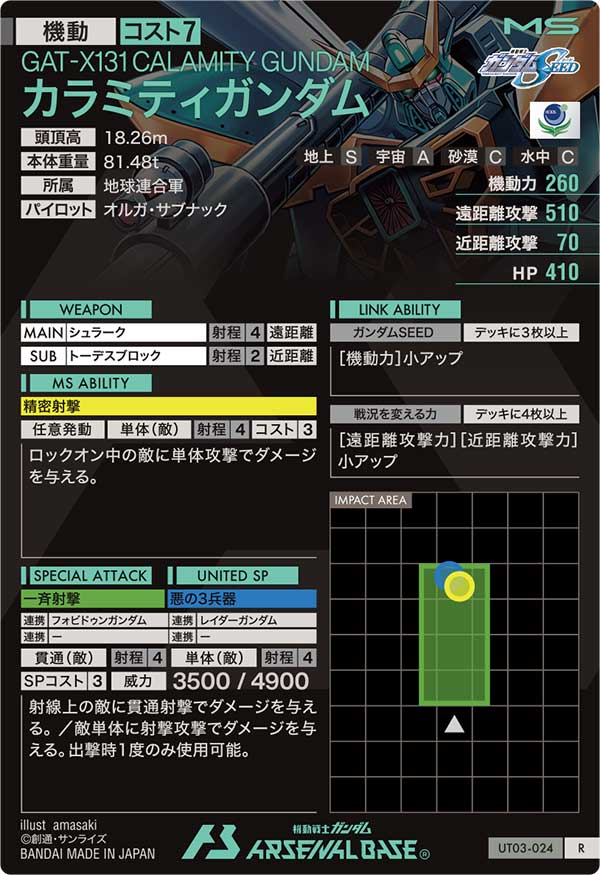 機動 コスト7
MS
GAT-X131 CALAMITY GUNDAM
カラミティガンダム
機動戦士
ガンダムSEED
頭頂高 18.26m
本体重量 81.48t
所属 地球連合軍
パイロット オルガ・サブナック
地上 S 宇宙 A 砂漠 C 水中 C
機動力 260
遠距離攻撃 510
近距離攻撃 70
HP 410
WEAPON
MAIN シュラーク 射程 4 遠距離
SUB トーデスブロック 射程 2 近距離
MS ABILITY
精密射撃
任意発動 単体(敵) 射程 4 コスト 3
ロックオン中の敵に単体攻撃でダメージ
を与える。
LINK ABILITY
ガンダムSEED デッキに3枚以上
[機動力]小アップ
戦況を変える力 デッキに4枚以上
[遠距離攻撃力][近距離攻撃力]
小アップ
IMPACT AREA
SPECIAL ATTACK UNITED SP
一斉射撃 悪の3兵器
連携 フォビドゥンガンダム 連携 レイダーガンダム
連携 ー 連携 ー
貫通(敵) 射程 4 単体(敵) 射程 4
SPコスト 3 威力 3500 / 4900
射線上の敵に貫通射撃でダメージを与え
る。／敵単体に射撃攻撃でダメージを与
える。出撃時1度のみ使用可能。
illust amasaki
©創通・サンライズ
BANDAI MADE IN JAPAN
機動戦士ガンダム
ARSENAL BASE®
UT03-024 R